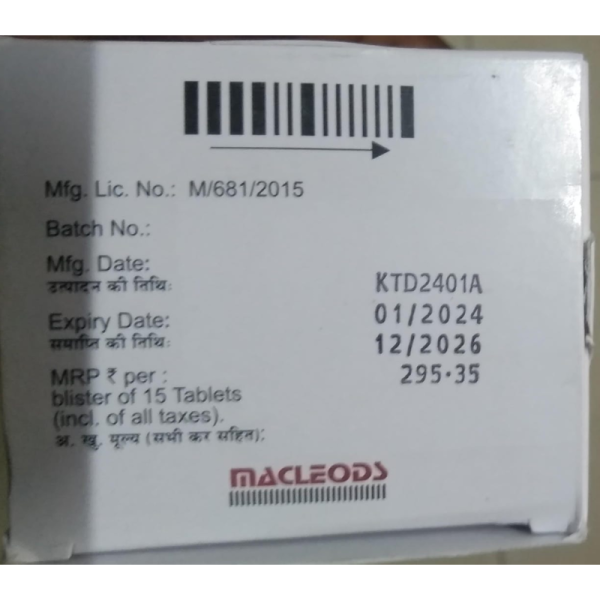 Mfg. Lic. No.: M/681/2015
Batch No.:
Mfg. Date:
उत्पादन की तिथि:
KTD2401A
Expiry Date:
01/2024
समाप्ति की तिथि:
12/2026
MRP ₹ per :
295·35
blister of 15 Tablets
(incl. of all taxes).
अ. खु. मूल्य (सभी कर सहित):
MACLEODS